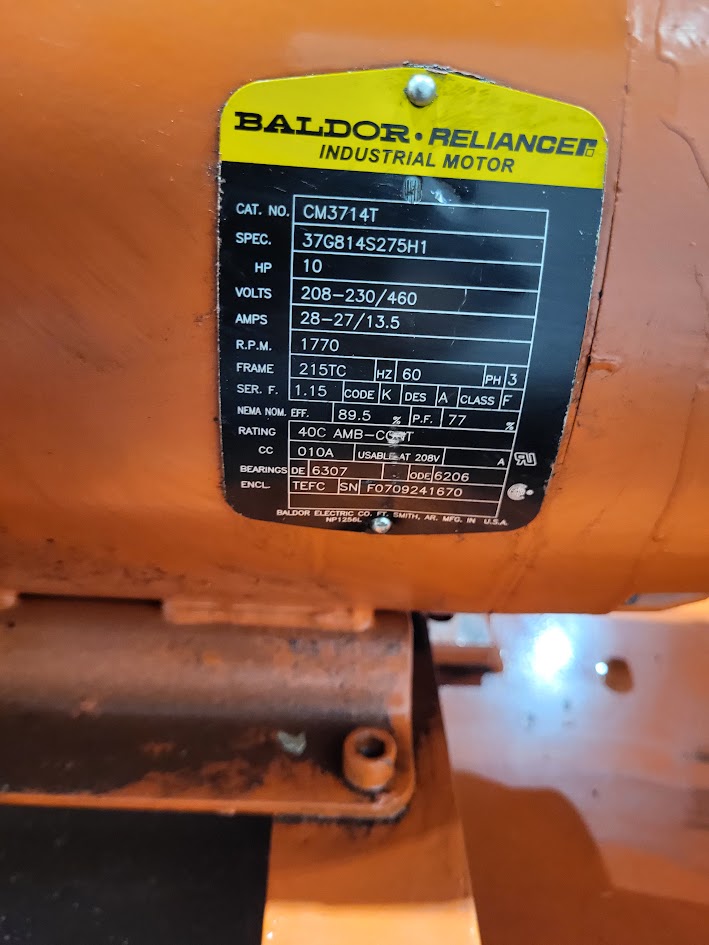 BALDOR • RELIANCER
INDUSTRIAL MOTOR
CAT. NO. CM3714T
SPEC. 37G814S275H1
HP 10
VOLTS 208-230/460
AMPS 28-27/13.5
R.P.M. 1770
FRAME 215TC HZ 60 PH 3
SER. F. 1.15 CODE K DES A CLASS F
NEMA NOM. EFF. 89.5 % P.F. 77 %
RATING 40C AMB-CONT
CC 010A USABLE AT 208V A
BEARINGS DE 6307 ODE 6206
ENCL. TEFC SN F0709241670
BALDOR ELECTRIC CO. FT. SMITH, AR. MFG. IN U.S.A.
NP1256L